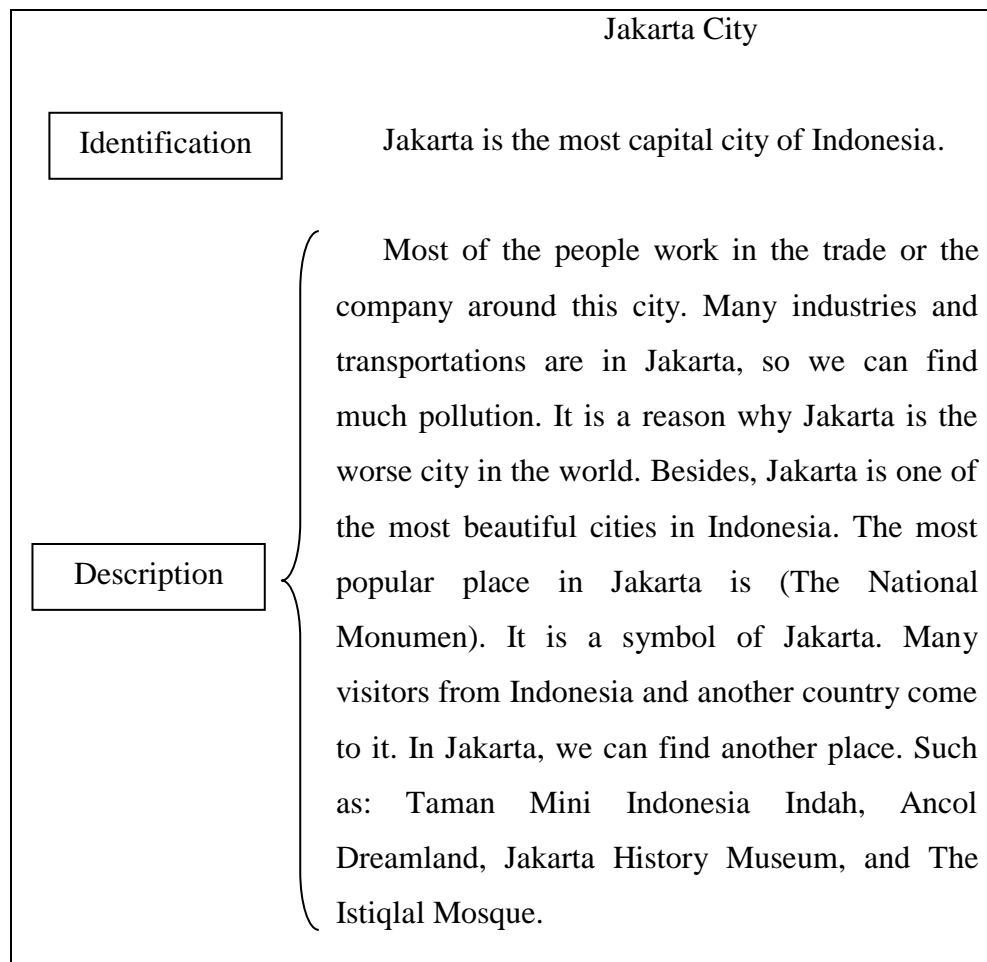 Jakarta City
Identification
Jakarta is the most capital city of Indonesia.
Description
Most of the people work in the trade or the
company around this city. Many industries and
transportations are in Jakarta, so we can find
much pollution. It is a reason why Jakarta is the
worse city in the world. Besides, Jakarta is one of
the most beautiful cities in Indonesia. The most
popular place in Jakarta is (The National
Monumen). It is a symbol of Jakarta. Many
visitors from Indonesia and another country come
to it. In Jakarta, we can find another place. Such
as: Taman Mini Indonesia Indah, Ancol
Dreamland, Jakarta History Museum, and The
Istiqlal Mosque.